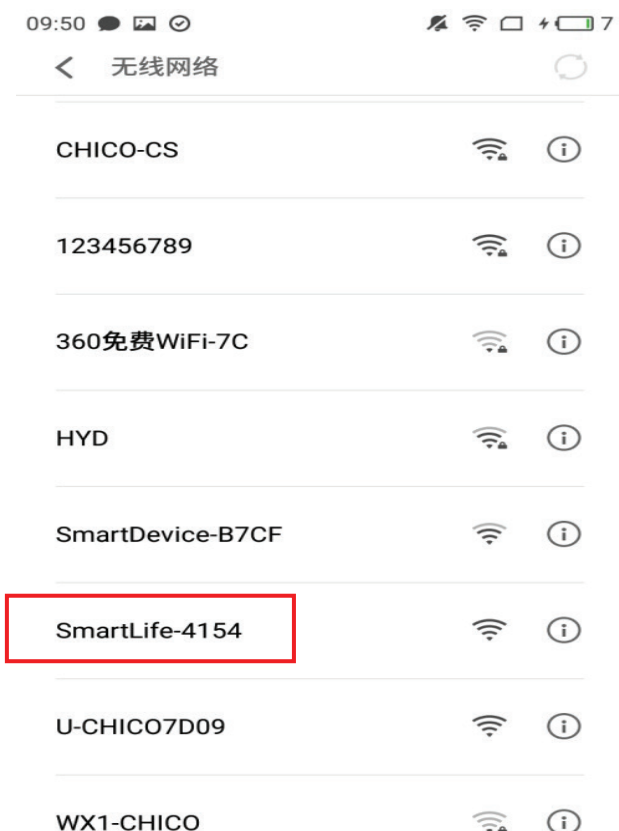 09:50 7
无线网络
CHICO-CS
123456789
360免费WiFi-7C
HYD
SmartDevice-B7CF
SmartLife-4154
U-CHICO7D09
WX1-CHICO